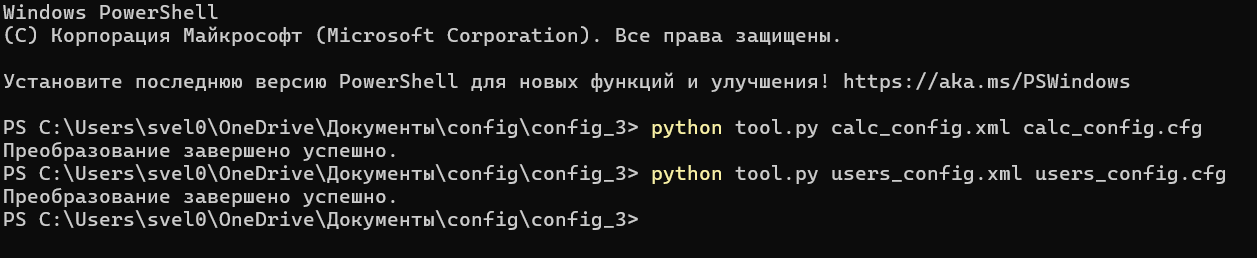 Windows PowerShell
(C) Корпорация Майкрософт (Microsoft Corporation). Все права защищены.
Установите последнюю версию PowerShell для новых функций и улучшения! https://aka.ms/PSWindows
PS C:\Users\svel0\OneDrive\Документы\config\config_3> python tool.py calc_config.xml calc_config.cfg
Преобразование завершено успешно.
PS C:\Users\svel0\OneDrive\Документы\config\config_3> python tool.py users_config.xml users_config.cfg
Преобразование завершено успешно.
PS C:\Users\svel0\OneDrive\Документы\config\config_3>